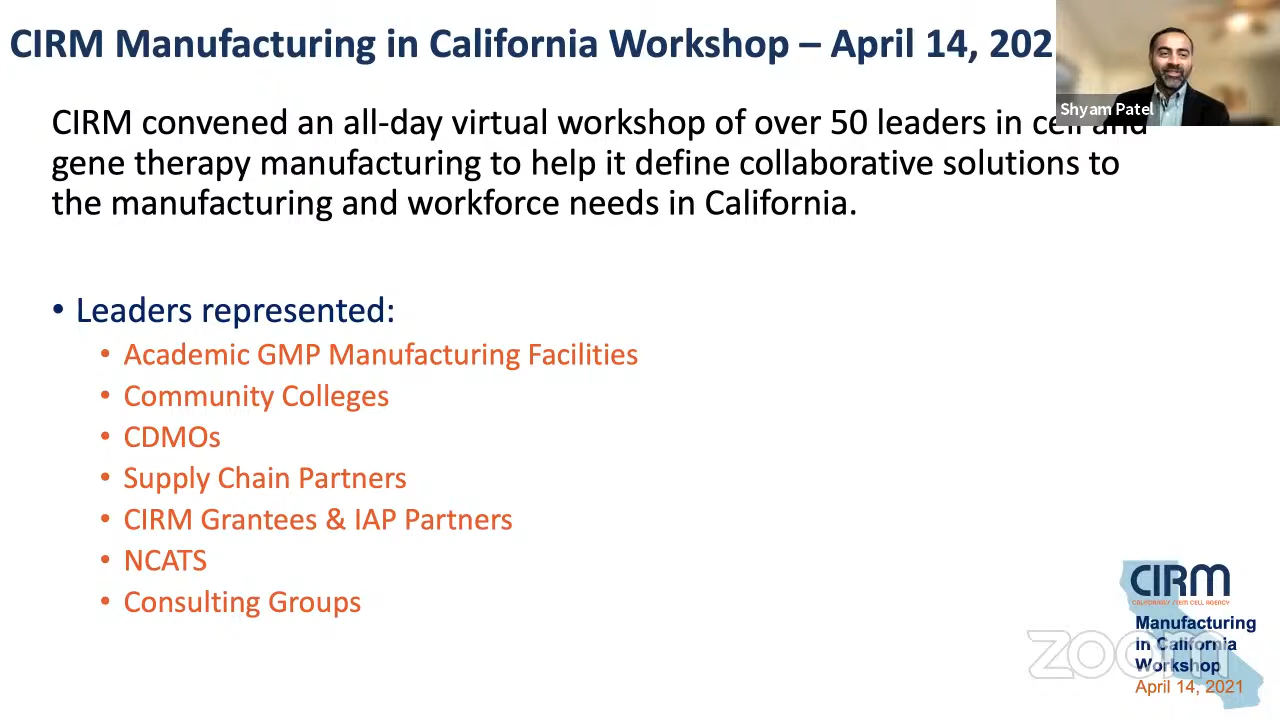 CIRM Manufacturing in California Workshop – April 14, 202
Shyam Patel
CIRM convened an all-day virtual workshop of over 50 leaders in cell and
gene therapy manufacturing to help it define collaborative solutions to
the manufacturing and workforce needs in California.
• Leaders represented:
• Academic GMP Manufacturing Facilities
• Community Colleges
• CDMOs
• Supply Chain Partners
• CIRM Grantees & IAP Partners
• NCATS
• Consulting Groups
CIRM
CALIFORNIA'S STEM CELL AGENCY
Manufacturing
in California
Workshop
April 14, 2021
zoom